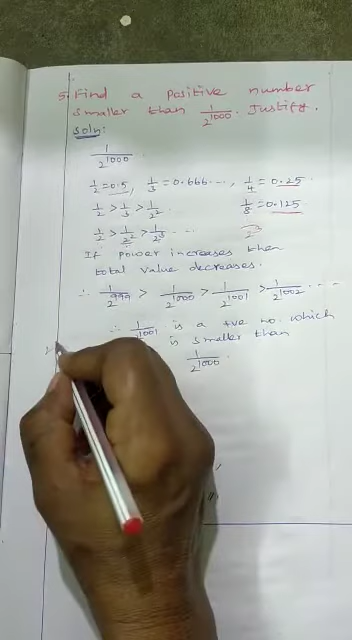 5. Find a positive number
smaller than 1/2^1000. Justify.
Soln:
1/2^1000.
1/2 = 0.5, 1/3 = 0.666..., 1/4 = 0.25
1/2 > 1/3 > 1/2^2 1/8 = 0.125
1/2 > 1/2^2 > 1/2^3 ...
If power increases then
total value decreases.
∴ 1/2^999 > 1/2^1000 > 1/2^1001 > 1/2^1002 ...
∴ 1/2^1001 is a +ve no. which
is smaller than
1/2^1000.